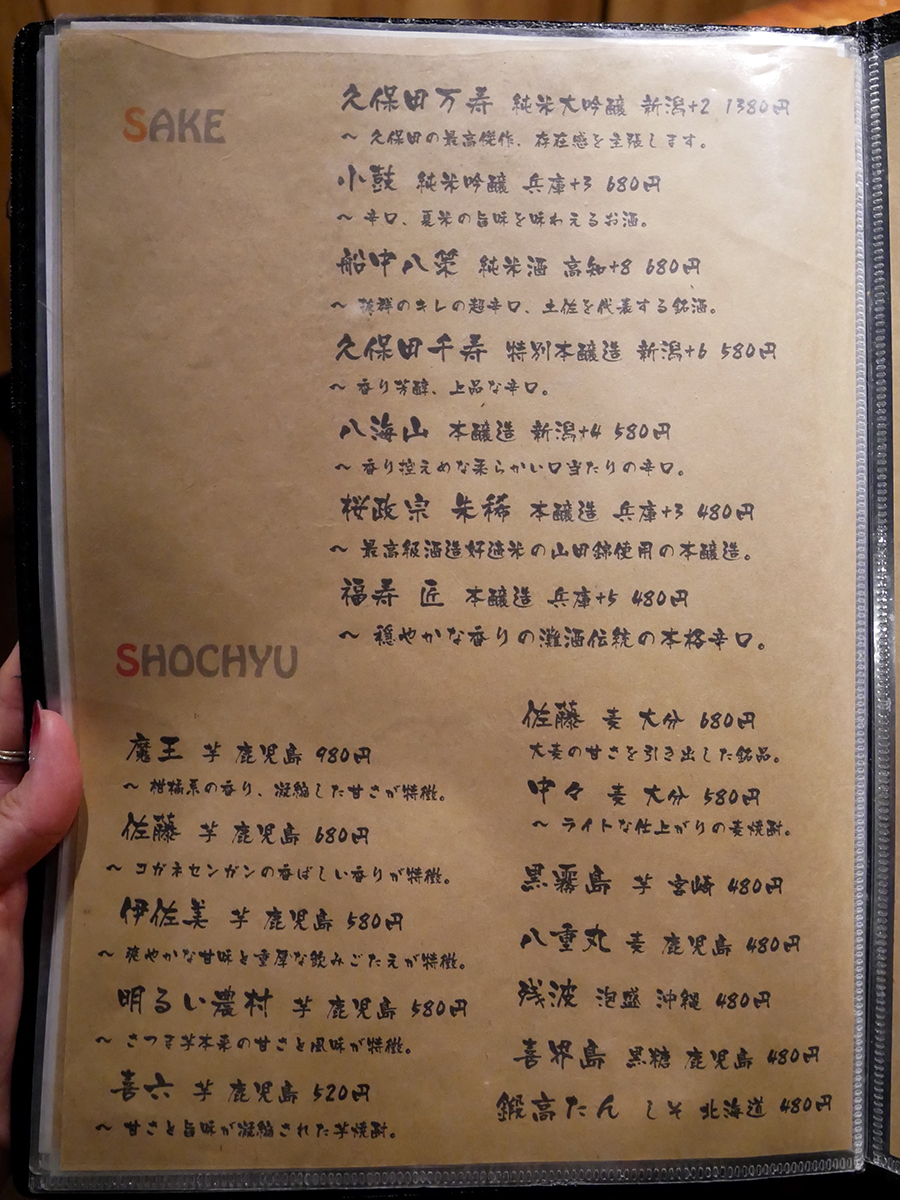 SAKE
久保田万寿 純米大吟醸 新潟+2 1380円
～ 久保田の最高傑作、存在感を主張します。
小鼓 純米吟醸 兵庫+3 680円
～ 辛口、夏米の旨味を味わえるお酒。
船中八策 純米酒 高知+8 680円
～ 抜群のキレの超辛口、土佐を代表する銘酒。
久保田千寿 特別本醸造 新潟+6 580円
～ 香り芳醇、上品な辛口。
八海山 本醸造 新潟+4 580円
～ 香り控えめな柔らかい口当たりの辛口。
桜政宗 朱稀 本醸造 兵庫+3 480円
～ 最高級酒造好適米の山田錦使用の本醸造。
福寿 匠 本醸造 兵庫+5 480円
～ 穏やかな香りの灘酒伝統の本格辛口。
SHOCHYU
魔王 芋 鹿児島 980円
～ 柑橘系の香り、凝縮した甘さが特徴。
佐藤 芋 鹿児島 680円
～ コガネセンガンの香ばしい香りが特徴。
伊佐美 芋 鹿児島 580円
～ 爽やかな甘味と重厚な飲みごたえが特徴。
明るい農村 芋 鹿児島 580円
～ さつま芋本来の甘さと風味が特徴。
喜六 芋 鹿児島 520円
～ 甘さと旨味が凝縮された芋焼酎。
佐藤 麦 大分 680円
大麦の甘さを引き出した銘品。
中々 麦 大分 580円
～ ライトな仕上がりの麦焼酎。
黒霧島 芋 宮崎 480円
八重丸 麦 鹿児島 480円
残波 泡盛 沖縄 480円
喜界島 黒糖 鹿児島 480円
鍛高たん しそ 北海道 480円